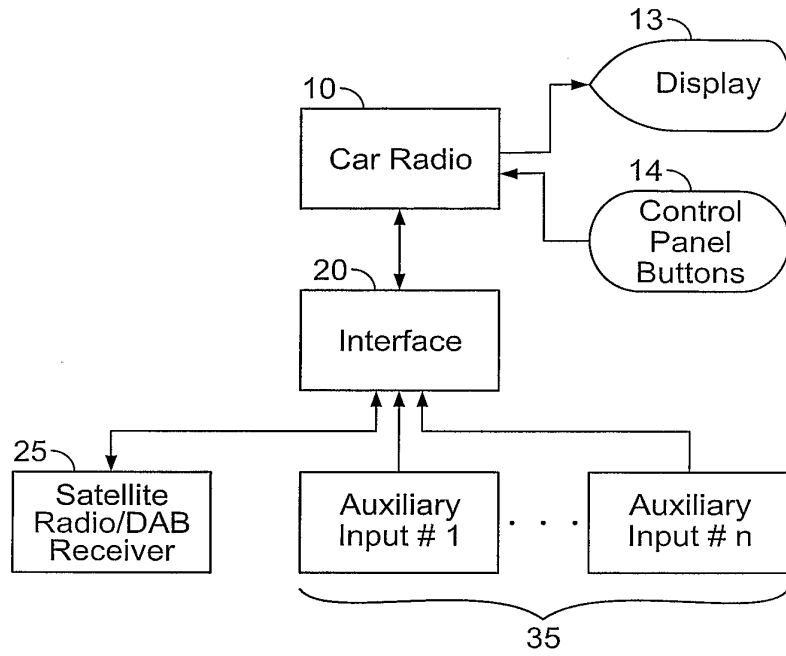 13
Display
10
Car Radio
14
Control
Panel
Buttons
20
Interface
25
Satellite
Radio/DAB
Receiver
Auxiliary
Input # 1
. . .
Auxiliary
Input # n
35